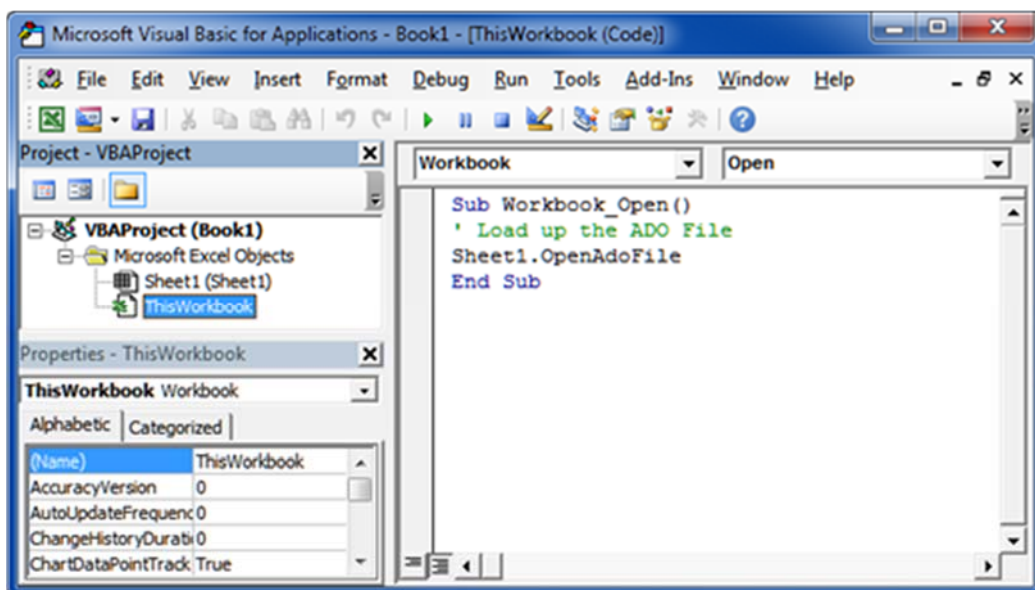 Microsoft Visual Basic for Applications - Book1 - [ThisWorkbook (Code)]
File Edit View Insert Format Debug Run Tools Add-Ins Window Help
Project - VBAProject
VBAProject (Book1)
Microsoft Excel Objects
Sheet1 (Sheet1)
ThisWorkbook
Properties - ThisWorkbook
ThisWorkbook Workbook
Alphabetic Categorized
(Name) ThisWorkbook
AccuracyVersion 0
AutoUpdateFrequenc 0
ChangeHistoryDurati 0
ChartDataPointTrack True
Workbook Open
Sub Workbook_Open()
' Load up the ADO File
Sheet1.OpenAdoFile
End Sub